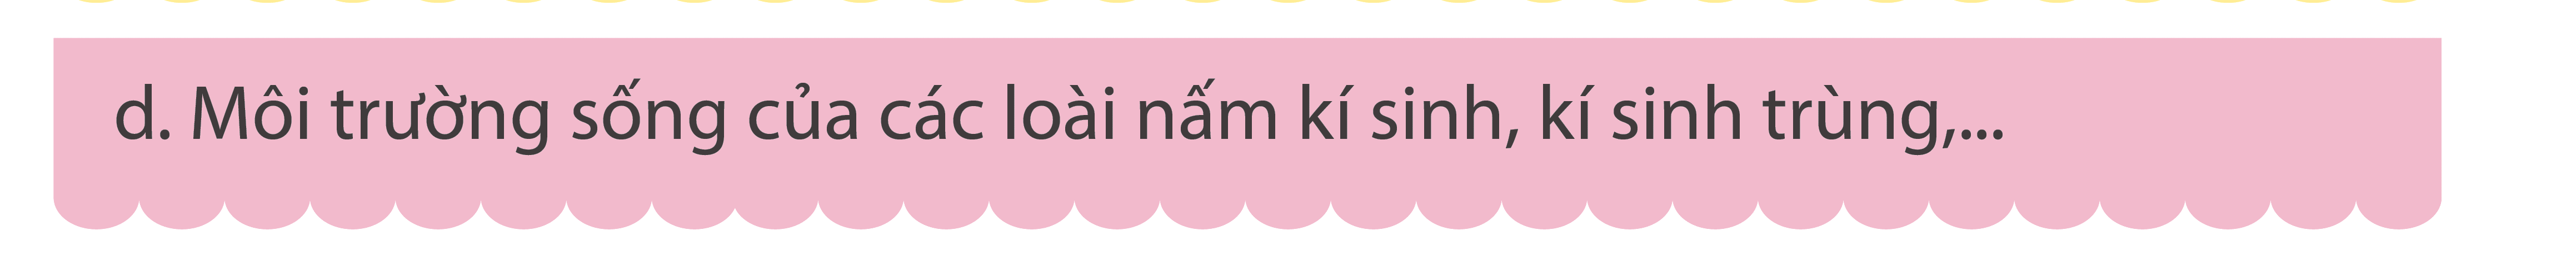 d. Môi trường sống của các loài nấm kí sinh, kí sinh trùng,...